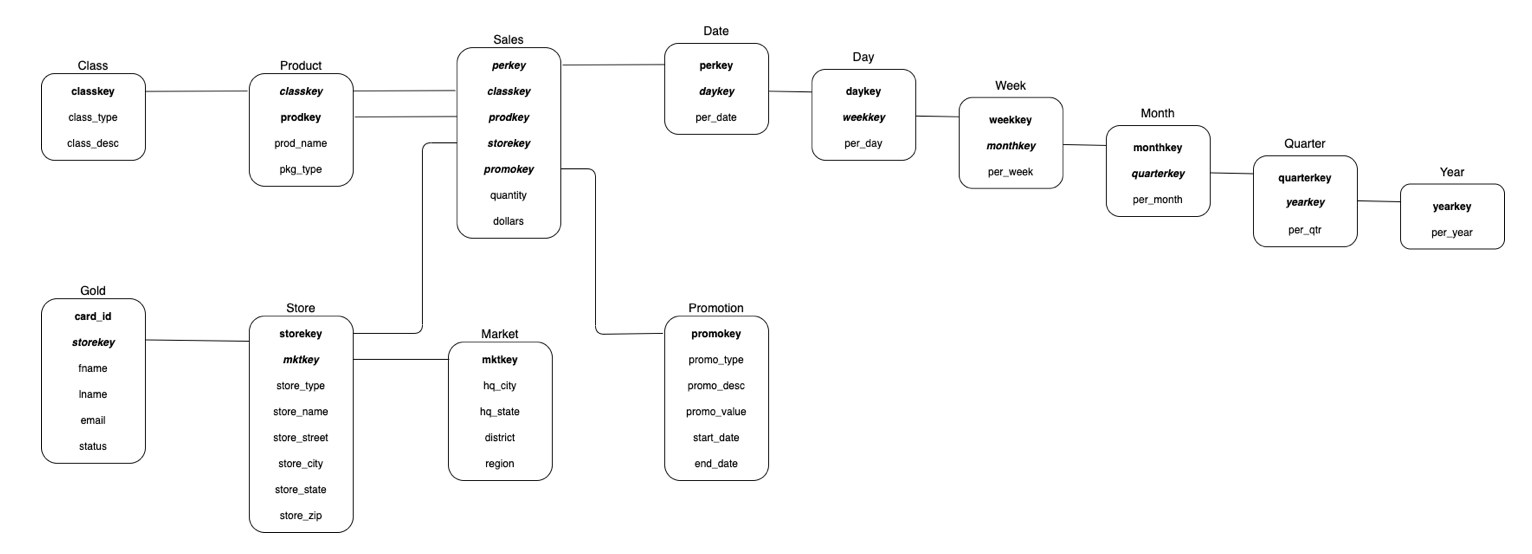 Class
classkey
class_type
class_desc
Product
classkey
prodkey
prod_name
pkg_type
Sales
perkey
classkey
prodkey
storekey
promokey
quantity
dollars
Date
perkey
daykey
per_date
Day
daykey
weekkey
per_day
Week
weekkey
monthkey
per_week
Month
monthkey
quarterkey
per_month
Quarter
quarterkey
yearkey
per_qtr
Year
yearkey
per_year
Gold
card_id
storekey
fname
lname
email
status
Store
storekey
mktkey
store_type
store_name
store_street
store_city
store_state
store_zip
Market
mktkey
hq_city
hq_state
district
region
Promotion
promokey
promo_type
promo_desc
promo_value
start_date
end_date